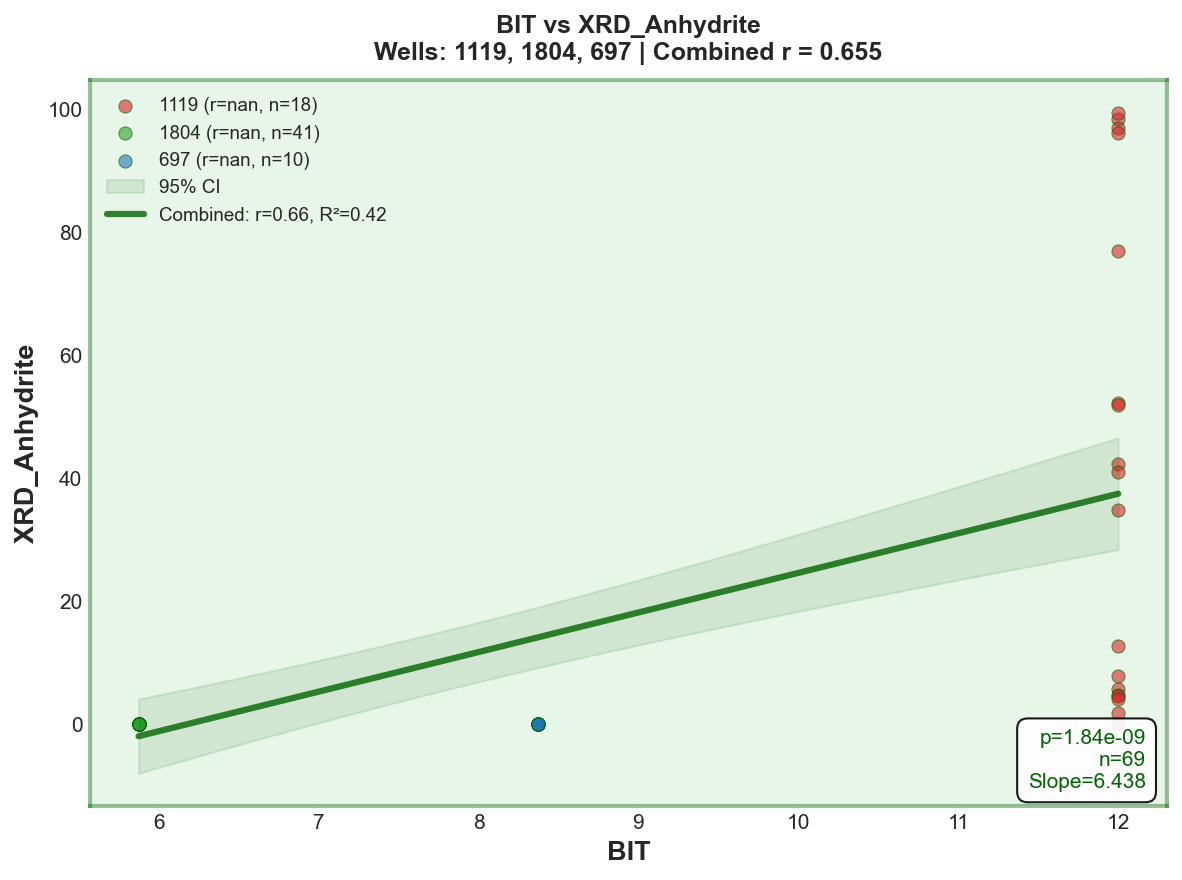 BIT vs XRD_Anhydrite
Wells: 1119, 1804, 697 | Combined r = 0.655
1119 (r=nan, n=18)
1804 (r=nan, n=41)
697 (r=nan, n=10)
95% CI
Combined: r=0.66, R²=0.42
100
80
60
40
20
0
XRD_Anhydrite
p=1.84e-09
n=69
Slope=6.438
6
7
8
9
10
11
12
BIT